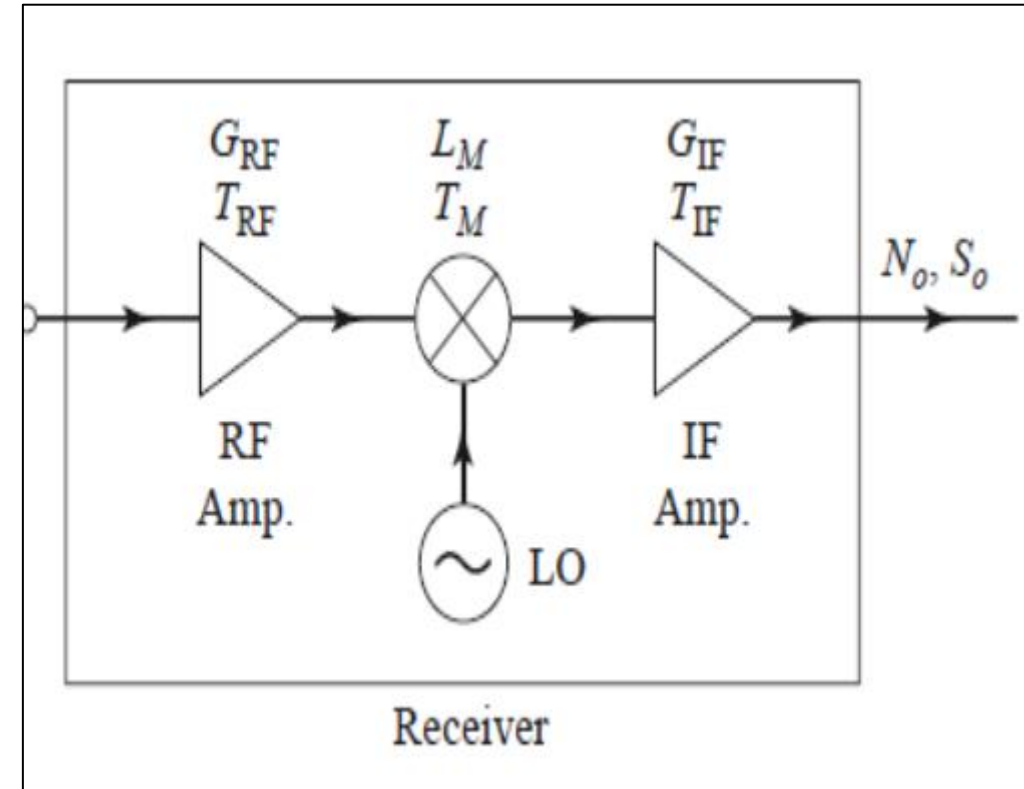 G_RF L_M G_IF
T_RF T_M T_IF
N_o, S_o
RF IF
Amp. Amp.
LO
Receiver